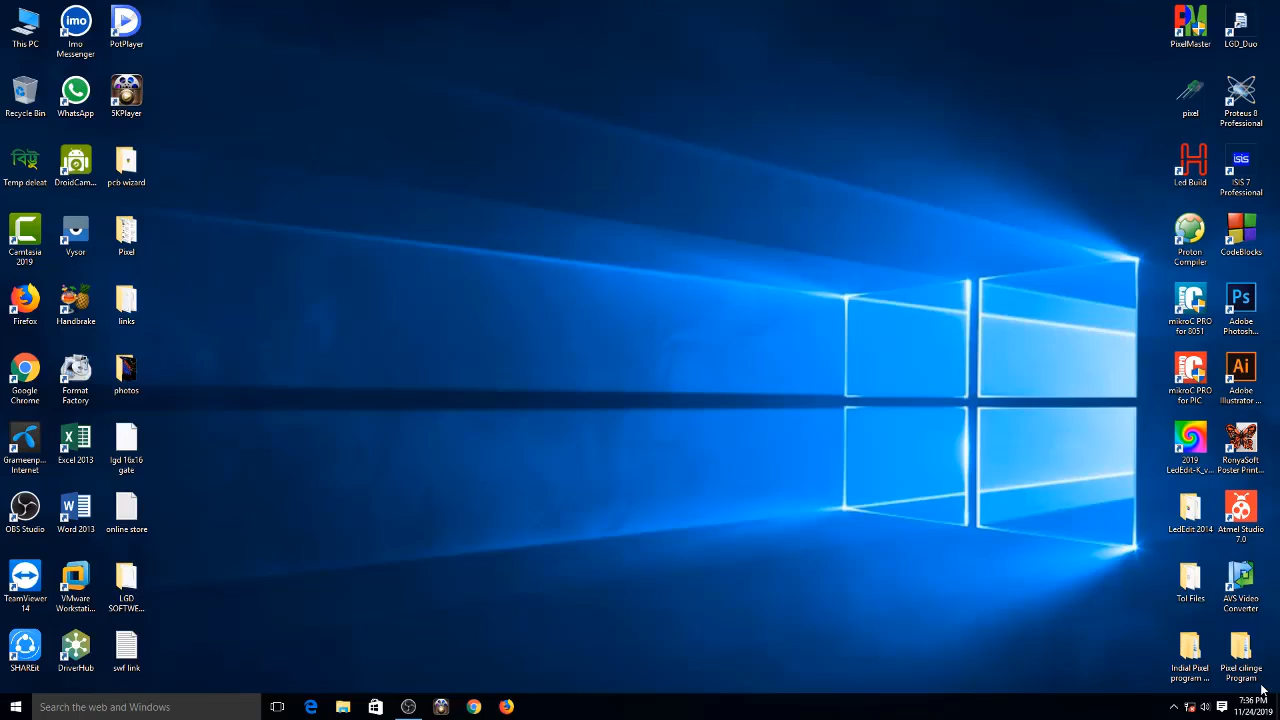 This PC
Imo
Messenger
PotPlayer
Recycle Bin
WhatsApp
5KPlayer
Temp deleat
DroidCam...
pcb wizard
Camtasia
2019
Vysor
Pixel
Firefox
Handbrake
links
Google
Chrome
Format
Factory
photos
Grameenp...
Internet
Excel 2013
lgd 16x16
gate
OBS Studio
Word 2013
online store
TeamViewer
14
VMware
Workstati...
LGD
SOFTWE...
SHAREit
DriverHub
swf link
PixelMaster
LGD_Duo
pixel
Proteus 8
Professional
Led Build
ISIS 7
Professional
Proton
Compiler
CodeBlocks
mikroC PRO
for 8051
Adobe
Photosh...
mikroC PRO
for PIC
Adobe
Illustrator ...
2019
LedEdit-K_v...
RonyaSoft
Poster Print...
LedEdit 2014
Atmel Studio
7.0
Tol Files
AVS Video
Converter
Indial Pixel
program ...
Pixel cilinge
Program
Search the web and Windows
7:36 PM
11/24/2019